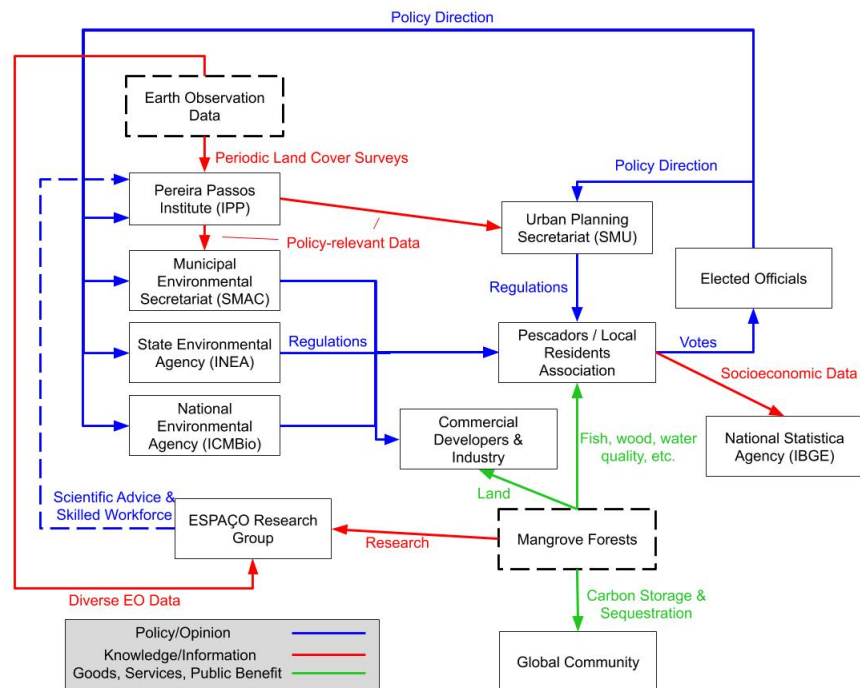 Policy Direction
Earth Observation
Data
Periodic Land Cover Surveys
Policy Direction
Pereira Passos
Institute (IPP)
Urban Planning
Secretariat (SMU)
Policy-relevant Data
Municipal
Environmental
Secretariat (SMAC)
Elected Officials
Regulations
State Environmental
Agency (INEA)
Regulations
Pescadors / Local
Residents
Association
Votes
Socioeconomic Data
National
Environmental
Agency (ICMBio)
Commercial
Developers &
Industry
Fish, wood, water
quality, etc.
National Statistica
Agency (IBGE)
Land
Scientific Advice &
Skilled Workforce
ESPAÇO Research
Group
Research
Mangrove Forests
Diverse EO Data
Carbon Storage &
Sequestration
Policy/Opinion
Knowledge/Information
Goods, Services, Public Benefit
Global Community